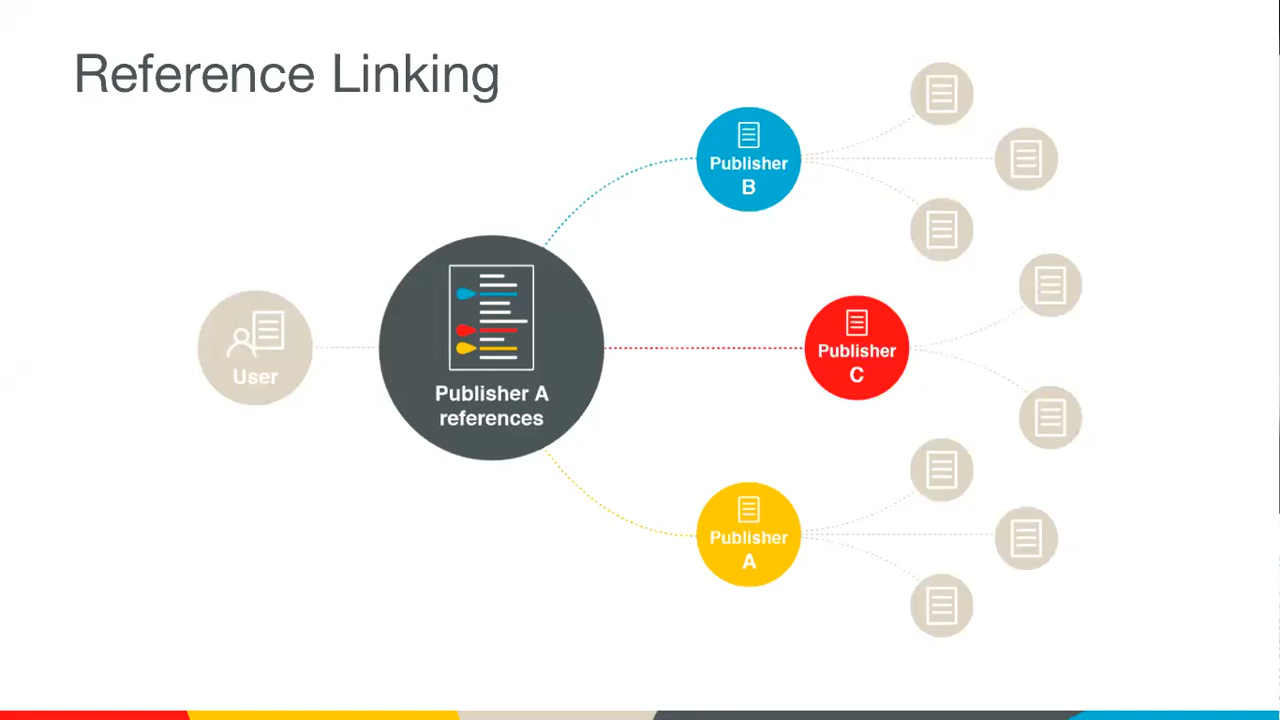 Reference Linking
Publisher
B
User
Publisher A
references
Publisher
C
Publisher
A